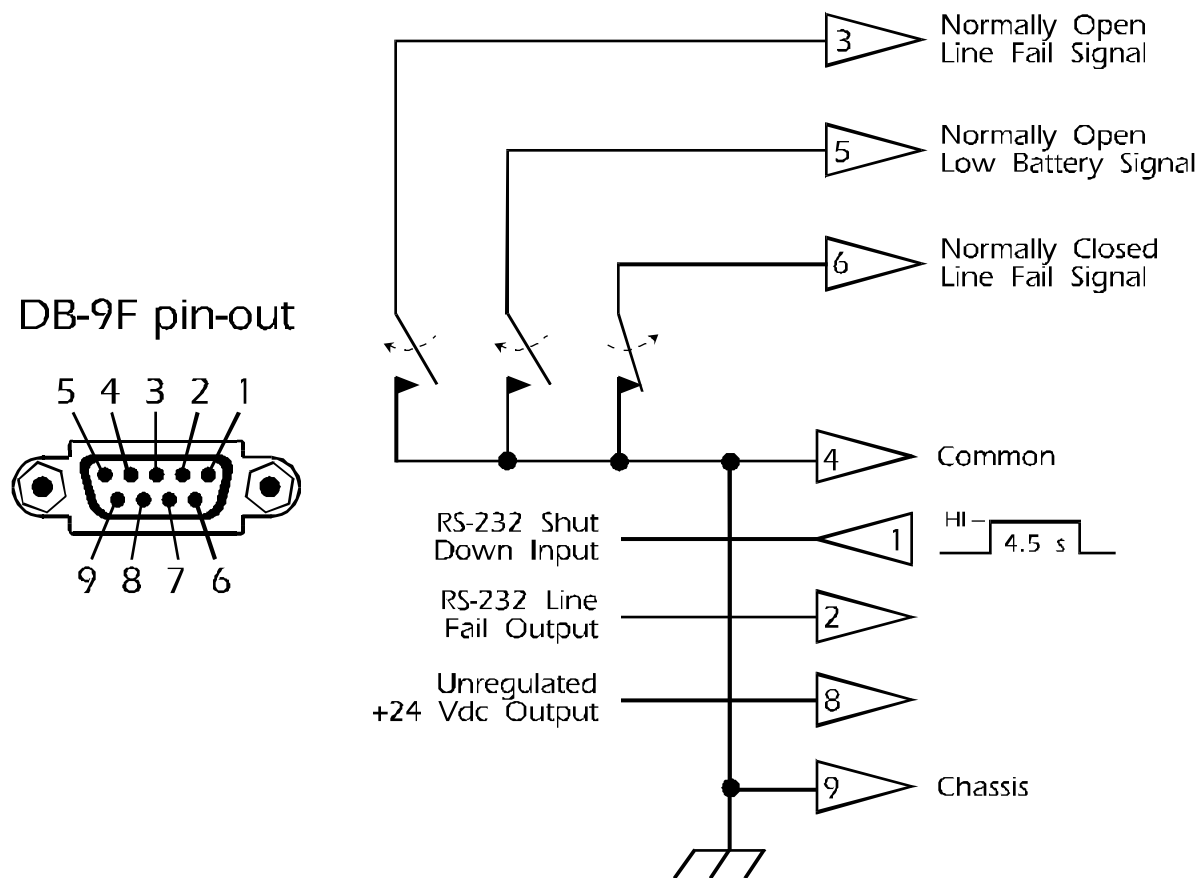 3
Normally Open
Line Fail Signal
5
Normally Open
Low Battery Signal
6
Normally Closed
Line Fail Signal
DB-9F pin-out
5 4 3 2 1
9 8 7 6
4
Common
RS-232 Shut
Down Input
1
HI
4.5 s
RS-232 Line
Fail Output
2
Unregulated
+24 Vdc Output
8
9
Chassis